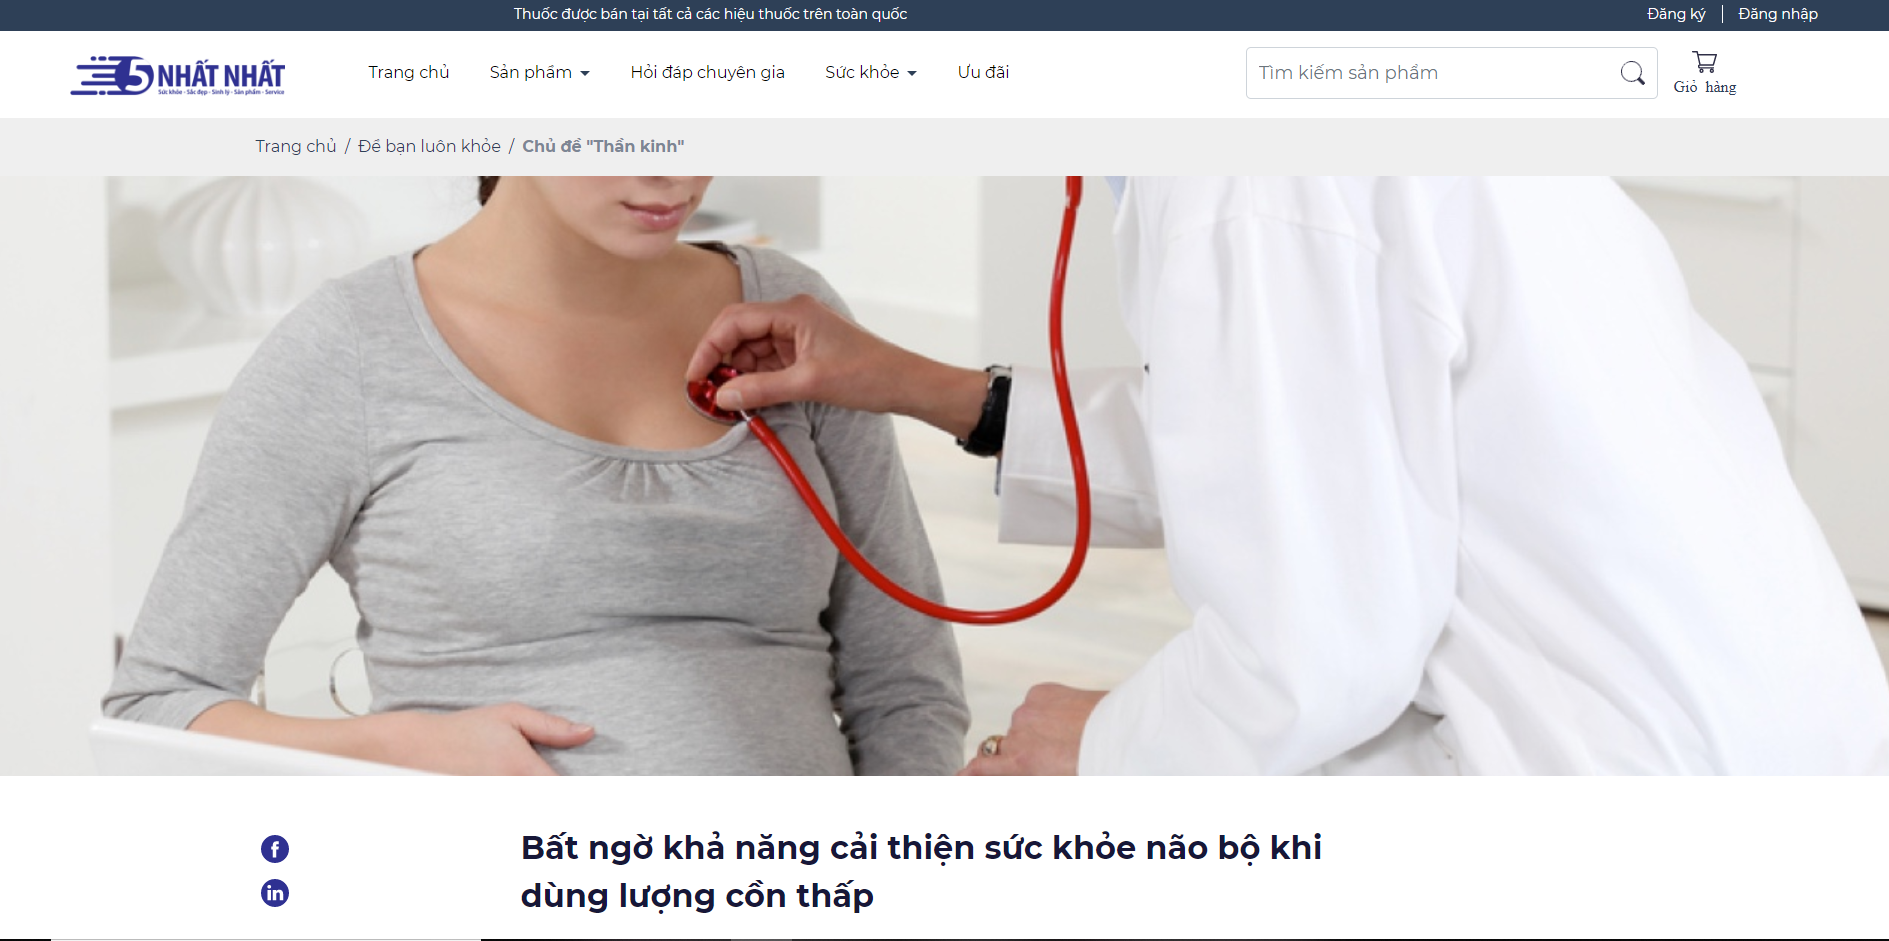 Thuốc được bán tại tất cả các hiệu thuốc trên toàn quốc
Đăng ký
Đăng nhập
5 NHẤT NHẤT
Sức khỏe - Sắc đẹp - Sinh lý - Sản phẩm - Service
Trang chủ
Sản phẩm
Hỏi đáp chuyên gia
Sức khỏe
Ưu đãi
Tìm kiếm sản phẩm
Giỏ hàng
Trang chủ / Để bạn luôn khỏe / Chủ đề "Thần kinh"
Bất ngờ khả năng cải thiện sức khỏe não bộ khi
dùng lượng cồn thấp